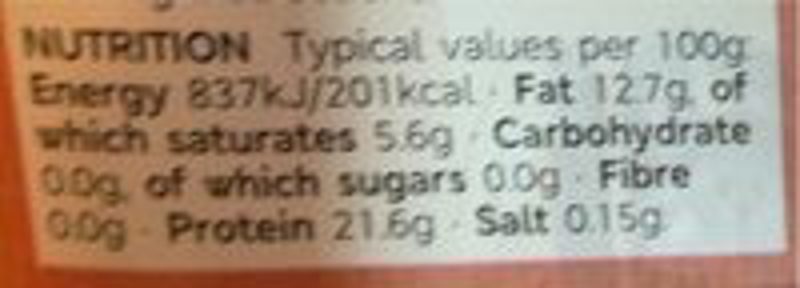 NUTRITION Typical values per 100g:
Energy 837kJ/201kcal · Fat 12.7g, of
which saturates 5.6g · Carbohydrate
0.0g, of which sugars 0.0g · Fibre
0.0g · Protein 21.6g · Salt 0.15g.